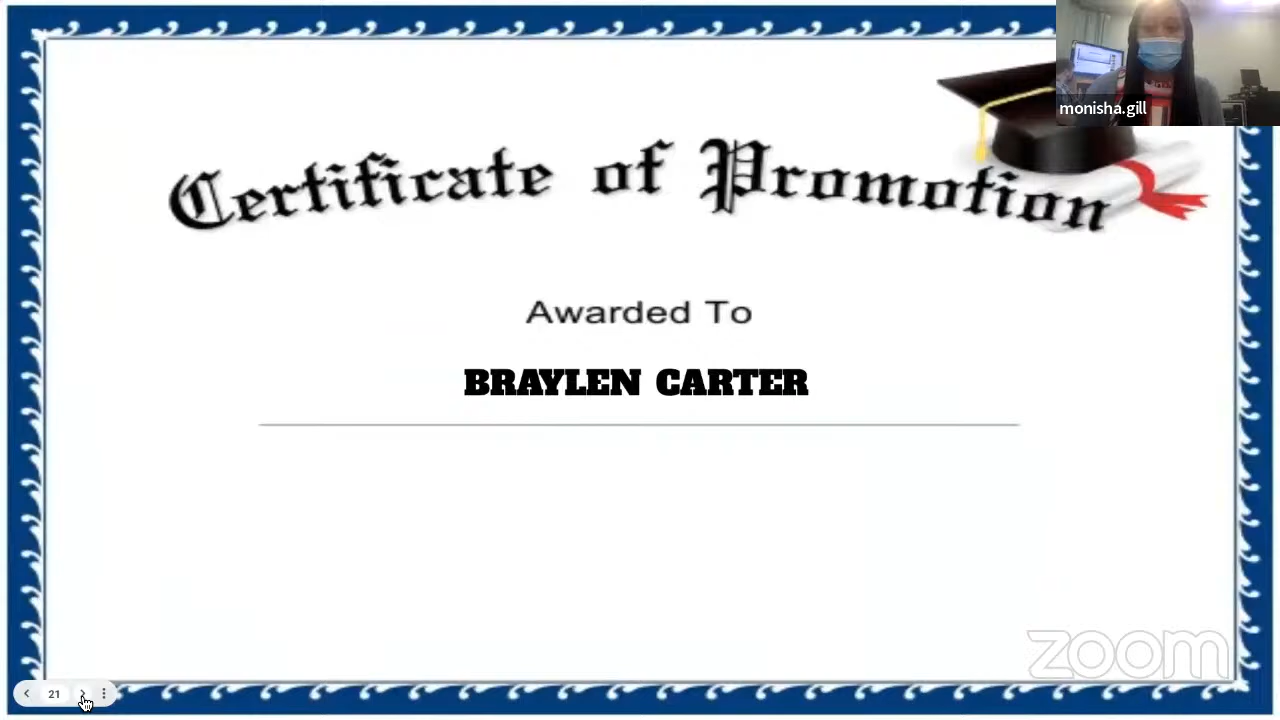 monisha.gill
Certificate of Promotion
Awarded To
BRAYLEN CARTER
zoom
21